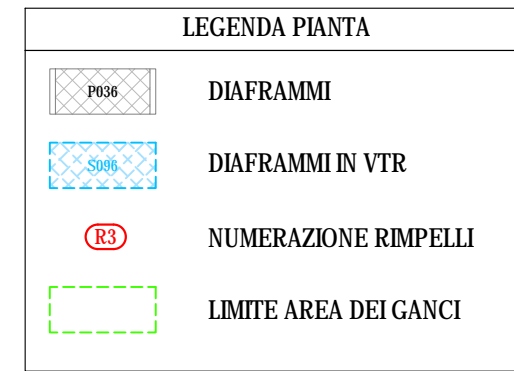 LEGENDA PIANTA
P036 DIAFRAMMI
S096 DIAFRAMMI IN VTR
R3 NUMERAZIONE RIMPELLI
LIMITE AREA DEI GANCI